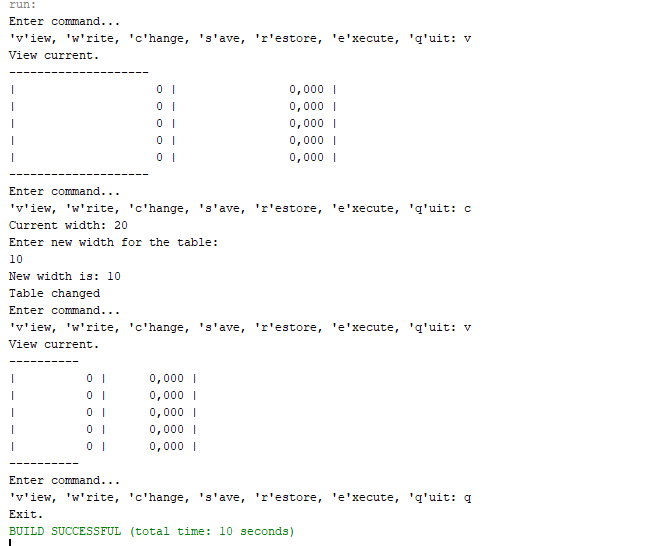 run:
Enter command...
'v'iew, 'w'rite, 'c'hange, 's'ave, 'r'estore, 'e'xecute, 'q'uit: v
View current.
--------------------
|                    0 |                0,000 |
|                    0 |                0,000 |
|                    0 |                0,000 |
|                    0 |                0,000 |
|                    0 |                0,000 |
--------------------
Enter command...
'v'iew, 'w'rite, 'c'hange, 's'ave, 'r'estore, 'e'xecute, 'q'uit: c
Current width: 20
Enter new width for the table:
10
New width is: 10
Table changed
Enter command...
'v'iew, 'w'rite, 'c'hange, 's'ave, 'r'estore, 'e'xecute, 'q'uit: v
View current.
----------
|          0 |      0,000 |
|          0 |      0,000 |
|          0 |      0,000 |
|          0 |      0,000 |
|          0 |      0,000 |
----------
Enter command...
'v'iew, 'w'rite, 'c'hange, 's'ave, 'r'estore, 'e'xecute, 'q'uit: q
Exit.
BUILD SUCCESSFUL (total time: 10 seconds)